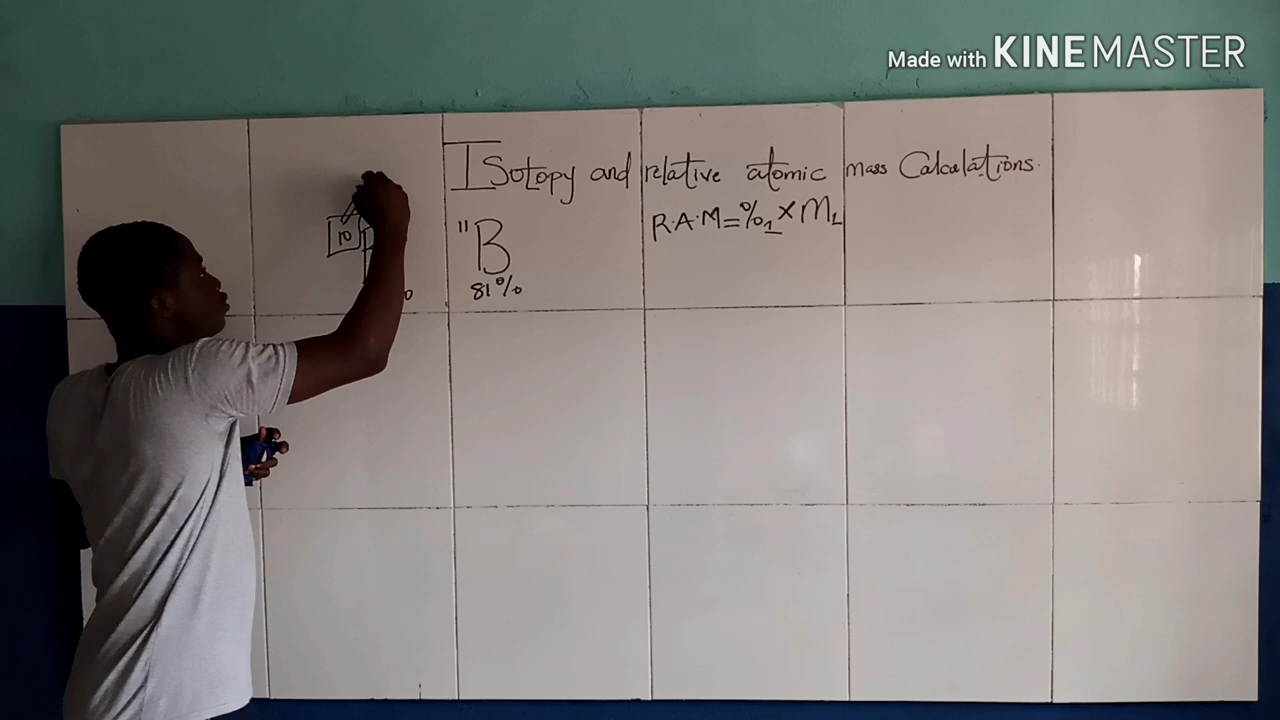 Made with KINEMASTER
Isotopy and relative atomic mass Calculations.
R.A.M = %1 × M1
10
11B
81%